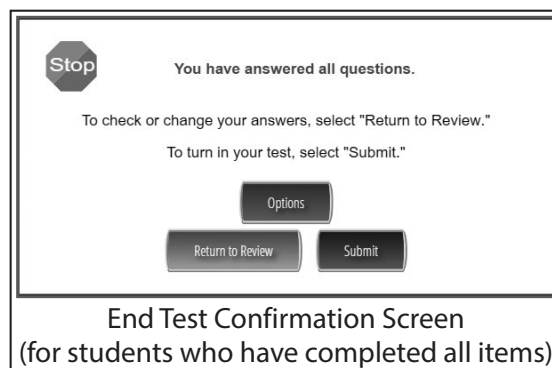 Stop
You have answered all questions.
To check or change your answers, select "Return to Review."
To turn in your test, select "Submit."
Options
Return to Review
Submit
End Test Confirmation Screen
(for students who have completed all items)